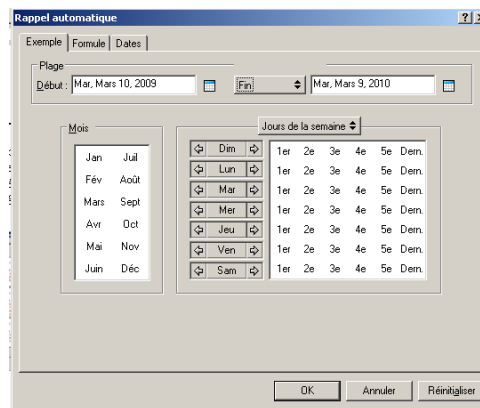 Rappel automatique
Exemple Formule Dates
Plage
Début : Mar, Mars 10, 2009 Fin Mar, Mars 9, 2010
Mois
Jours de la semaine
Jan Juil
Fév Août
Mars Sept
Avr Oct
Mai Nov
Juin Déc
Dim 1er 2e 3e 4e 5e Dern.
Lun 1er 2e 3e 4e 5e Dern.
Mar 1er 2e 3e 4e 5e Dern.
Mer 1er 2e 3e 4e 5e Dern.
Jeu 1er 2e 3e 4e 5e Dern.
Ven 1er 2e 3e 4e 5e Dern.
Sam 1er 2e 3e 4e 5e Dern.
OK Annuler Réinitialiser